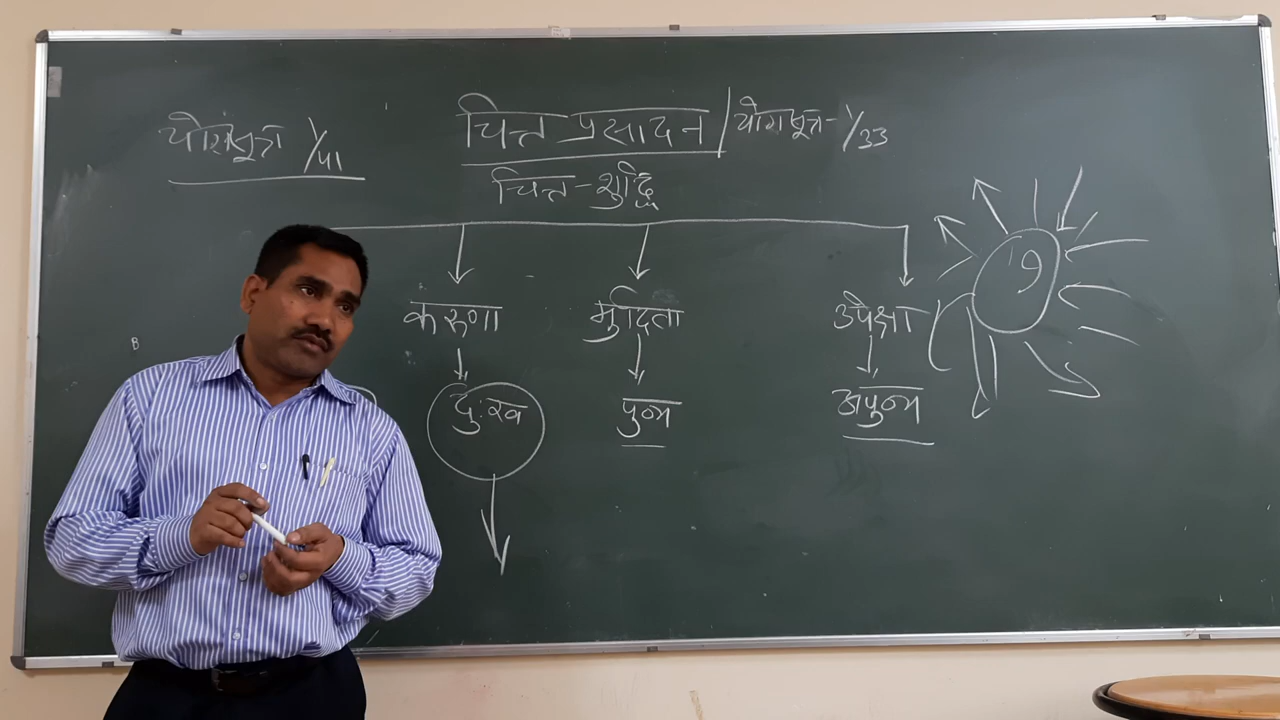 योगसूत्र 1/41
चित्त प्रसादन / योगसूत्र - 1/33
चित्त - शुद्धि
करुणा मुदिता उपेक्षा
दुःख पुन्य अपुन्य